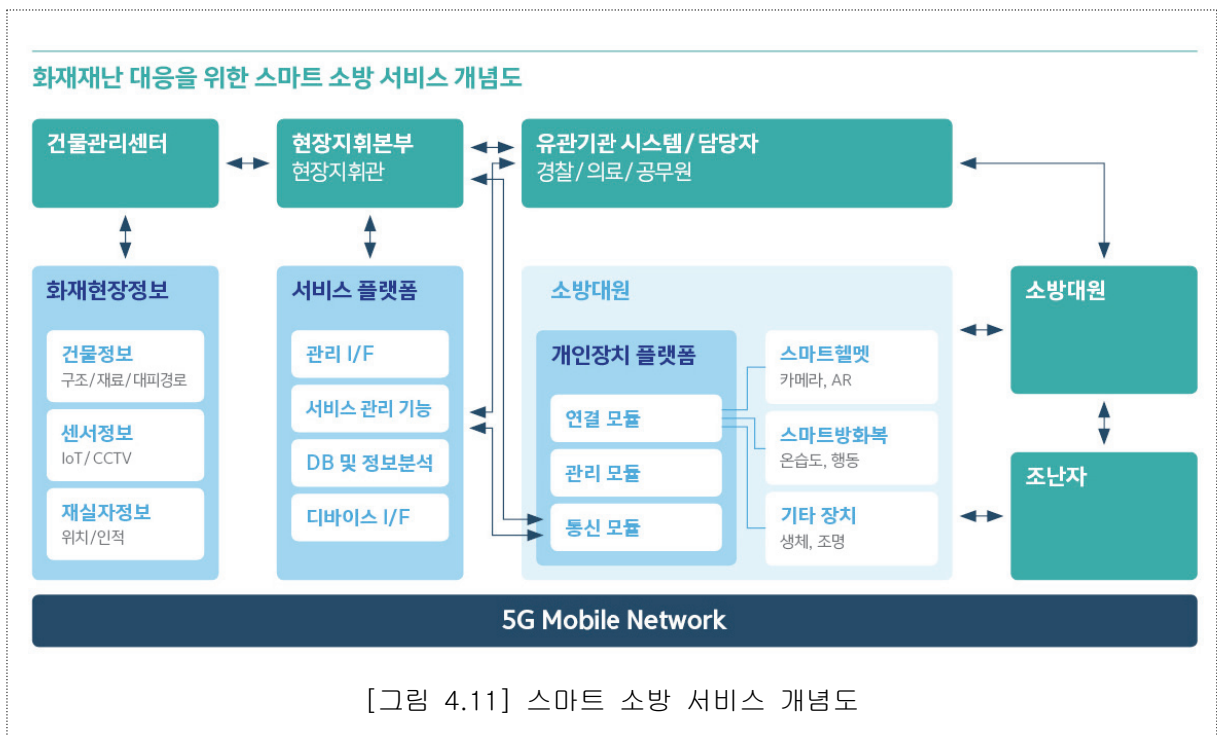 화재재난 대응을 위한 스마트 소방 서비스 개념도
건물관리센터
현장지휘본부
현장지휘관
유관기관 시스템/담당자
경찰/의료/공무원
화재현장정보
건물정보
구조/재료/대피경로
센서정보
IoT/CCTV
재실자정보
위치/인적
서비스 플랫폼
관리 I/F
서비스 관리 기능
DB 및 정보분석
디바이스 I/F
소방대원
개인장치 플랫폼
연결 모듈
관리 모듈
통신 모듈
스마트헬멧
카메라, AR
스마트방화복
온습도, 행동
기타 장치
생체, 조명
소방대원
조난자
5G Mobile Network
[그림 4.11] 스마트 소방 서비스 개념도